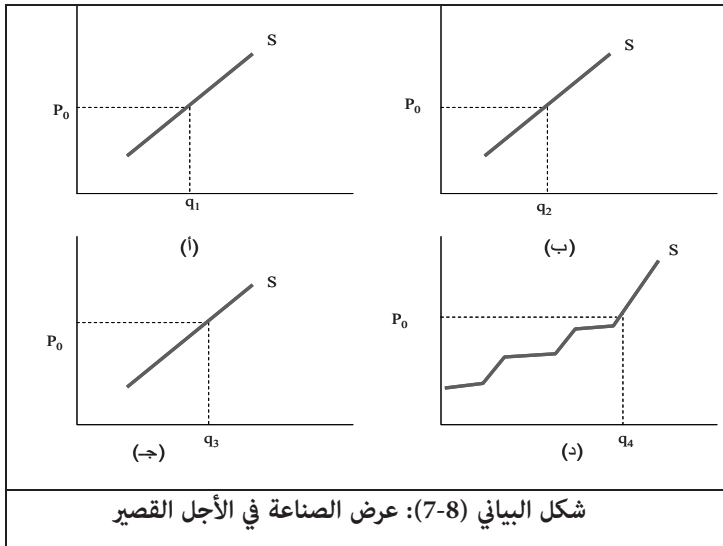 S
S
P₀
P₀
q₁
q₂
(أ)
(ب)
S
S
P₀
P₀
q₃
q₄
(جـ)
(د)
شكل البياني (8-7): عرض الصناعة في الأجل القصير